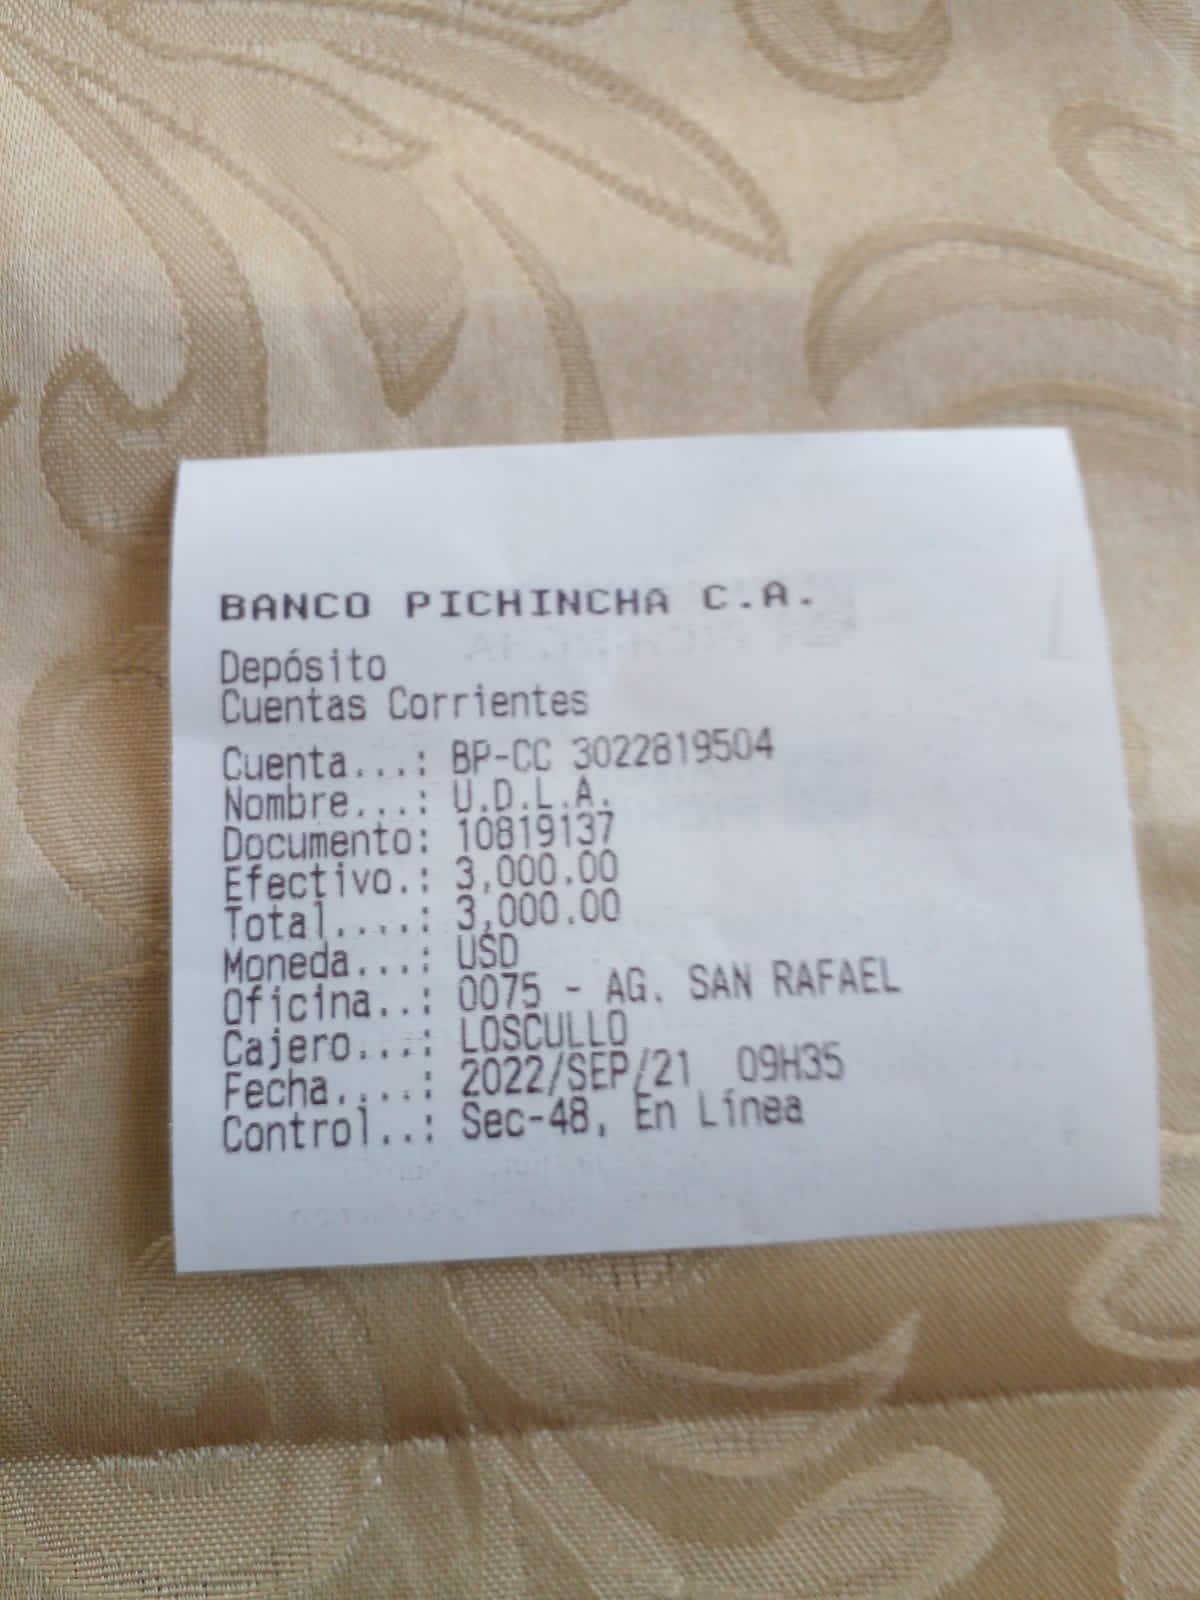 BANCO PICHINCHA C.A.
Depósito
Cuentas Corrientes
Cuenta...: BP-CC 3022819504
Nombre...: U.D.L.A.
Documento: 10819137
Efectivo.: 3,000.00
Total....: 3,000.00
Moneda...: USD
Oficina..: 0075 - AG. SAN RAFAEL
Cajero...: LOSCULLO
Fecha....: 2022/SEP/21 09H35
Control..: Sec-48, En Línea